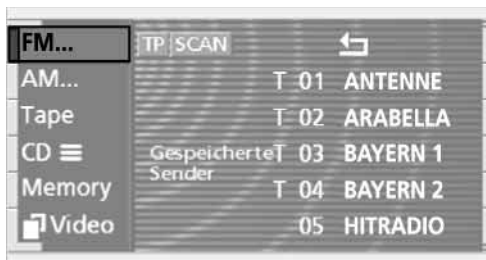 FM...
AM...
Tape
CD
Memory
Video
TP SCAN
T 01 ANTENNE
T 02 ARABELLA
Gespeicherte T 03 BAYERN 1
Sender
T 04 BAYERN 2
05 HITRADIO